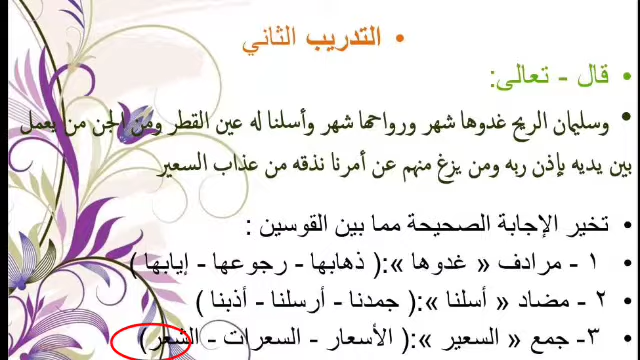 • التدريب الثاني
• قال - تعالى:
• وسليمان الريح غدوها شهر ورواحها شهر وأسلنا له عين القطر ومن الجن من يعمل
بين يديه بإذن ربه ومن يزغ منهم عن أمرنا نذقه من عذاب السعير
• تخير الإجابة الصحيحة مما بين القوسين :
• ١ - مرادف « غدوها »:( ذهابها - رجوعها - إيابها )
• ٢ - مضاد « أسلنا »:( جمدنا - أرسلنا - أذبنا )
• ٣- جمع « السعير »:( الأسعار - السعرات - السعر)